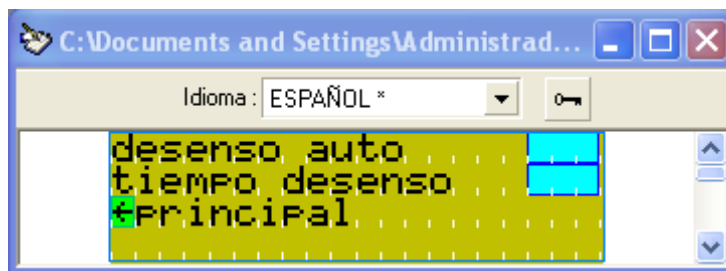 C:\Documents and Settings\Administrad...
Idioma : ESPAÑOL *
desenso auto
tiempo desenso
←principal